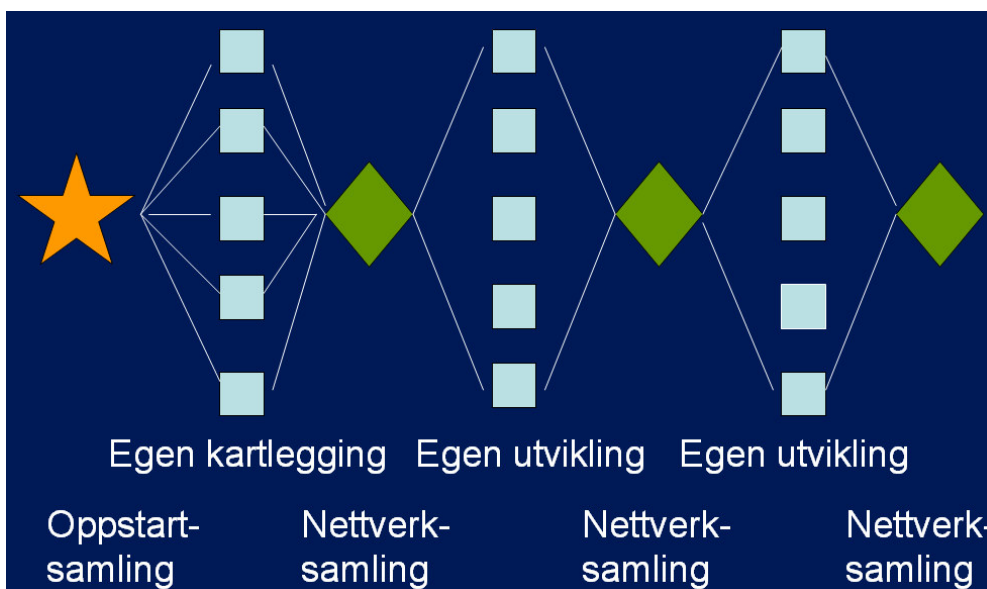 Egen kartlegging Egen utvikling Egen utvikling
Oppstart- Nettverk- Nettverk- Nettverk-
samling samling samling samling